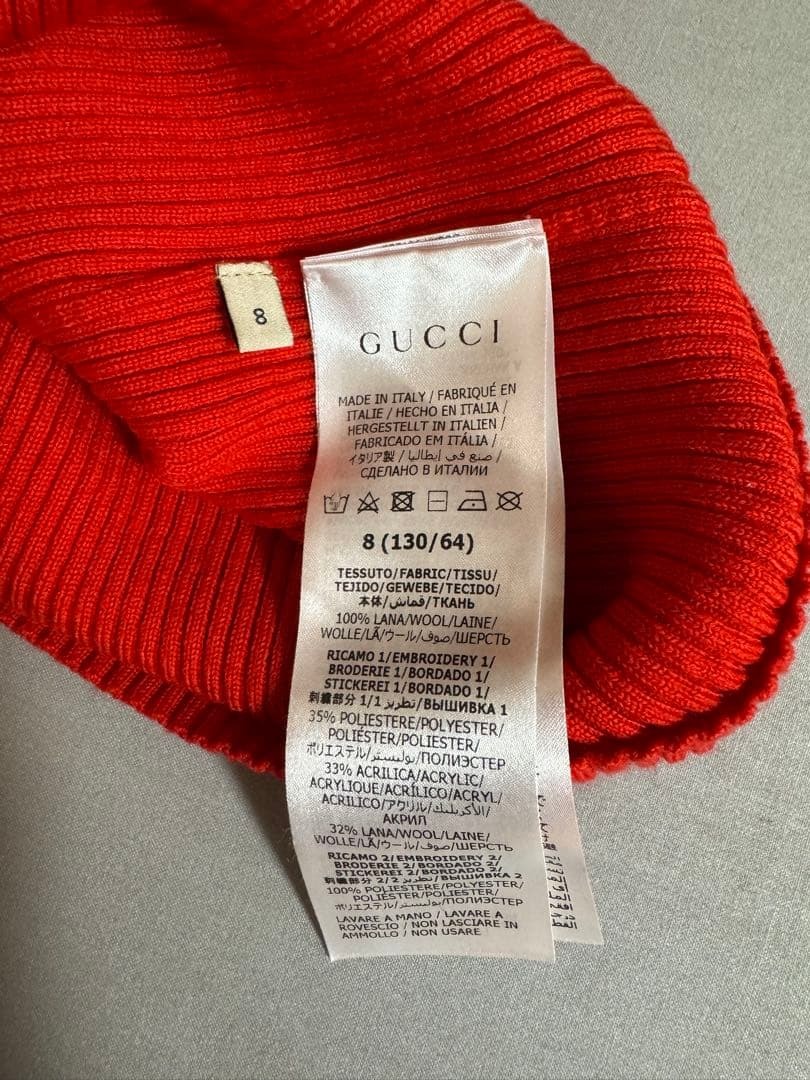 8
GUCCI
MADE IN ITALY / FABRIQUÉ EN
ITALIE / HECHO EN ITALIA /
HERGESTELLT IN ITALIEN /
FABRICADO EM ITÁLIA /
イタリア製 / صنع في إيطاليا /
СДЕЛАНО В ИТАЛИИ
8 (130/64)
TESSUTO/FABRIC/TISSU/
TEJIDO/GEWEBE/TECIDO/
本体/قماش/ТКАНЬ
100% LANA/WOOL/LAINE/
WOLLE/LÃ/ウール/صوف/ШЕРСТЬ
RICAMO 1/EMBROIDERY 1/
BRODERIE 1/BORDADO 1/
STICKEREI 1/BORDADO 1/
刺繍部分 1/تطريز 1/ВЫШИВКА 1
35% POLIESTERE/POLYESTER/
POLIÉSTER/POLIESTER/
ポリエステル/بوليستر/ПОЛИЭСТЕР
33% ACRILICA/ACRYLIC/
ACRYLIQUE/ACRÍLICO/ACRYL/
ACRILICO/アクリル/الأكريليك/
АКРИЛ
32% LANA/WOOL/LAINE/
WOLLE/LÃ/ウール/صوف/ШЕРСТЬ
RICAMO 2/EMBROIDERY 2/
BRODERIE 2/BORDADO 2/
STICKEREI 2/BORDADO 2/
刺繍部分 2/تطريز 2/ВЫШИВКА 2
100% POLIESTERE/POLYESTER/
POLIÉSTER/POLIESTER/
ポリエステル/بوليستر/ПОЛИЭСТЕР
LAVARE A MANO / LAVARE A
ROVESCIO / NON LASCIARE IN
AMMOLLO / NON USARE